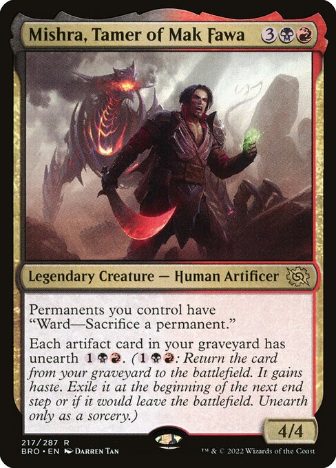 Mishra, Tamer of Mak Fawa 3
Legendary Creature — Human Artificer
Permanents you control have
“Ward—Sacrifice a permanent.”
Each artifact card in your graveyard has
unearth 1. (1: Return the card
from your graveyard to the battlefield. It gains
haste. Exile it at the beginning of the next end
step or if it would leave the battlefield. Unearth
only as a sorcery.)
217/287 R
BRO • EN Darren Tan
4/4
™ & © 2022 Wizards of the Coast